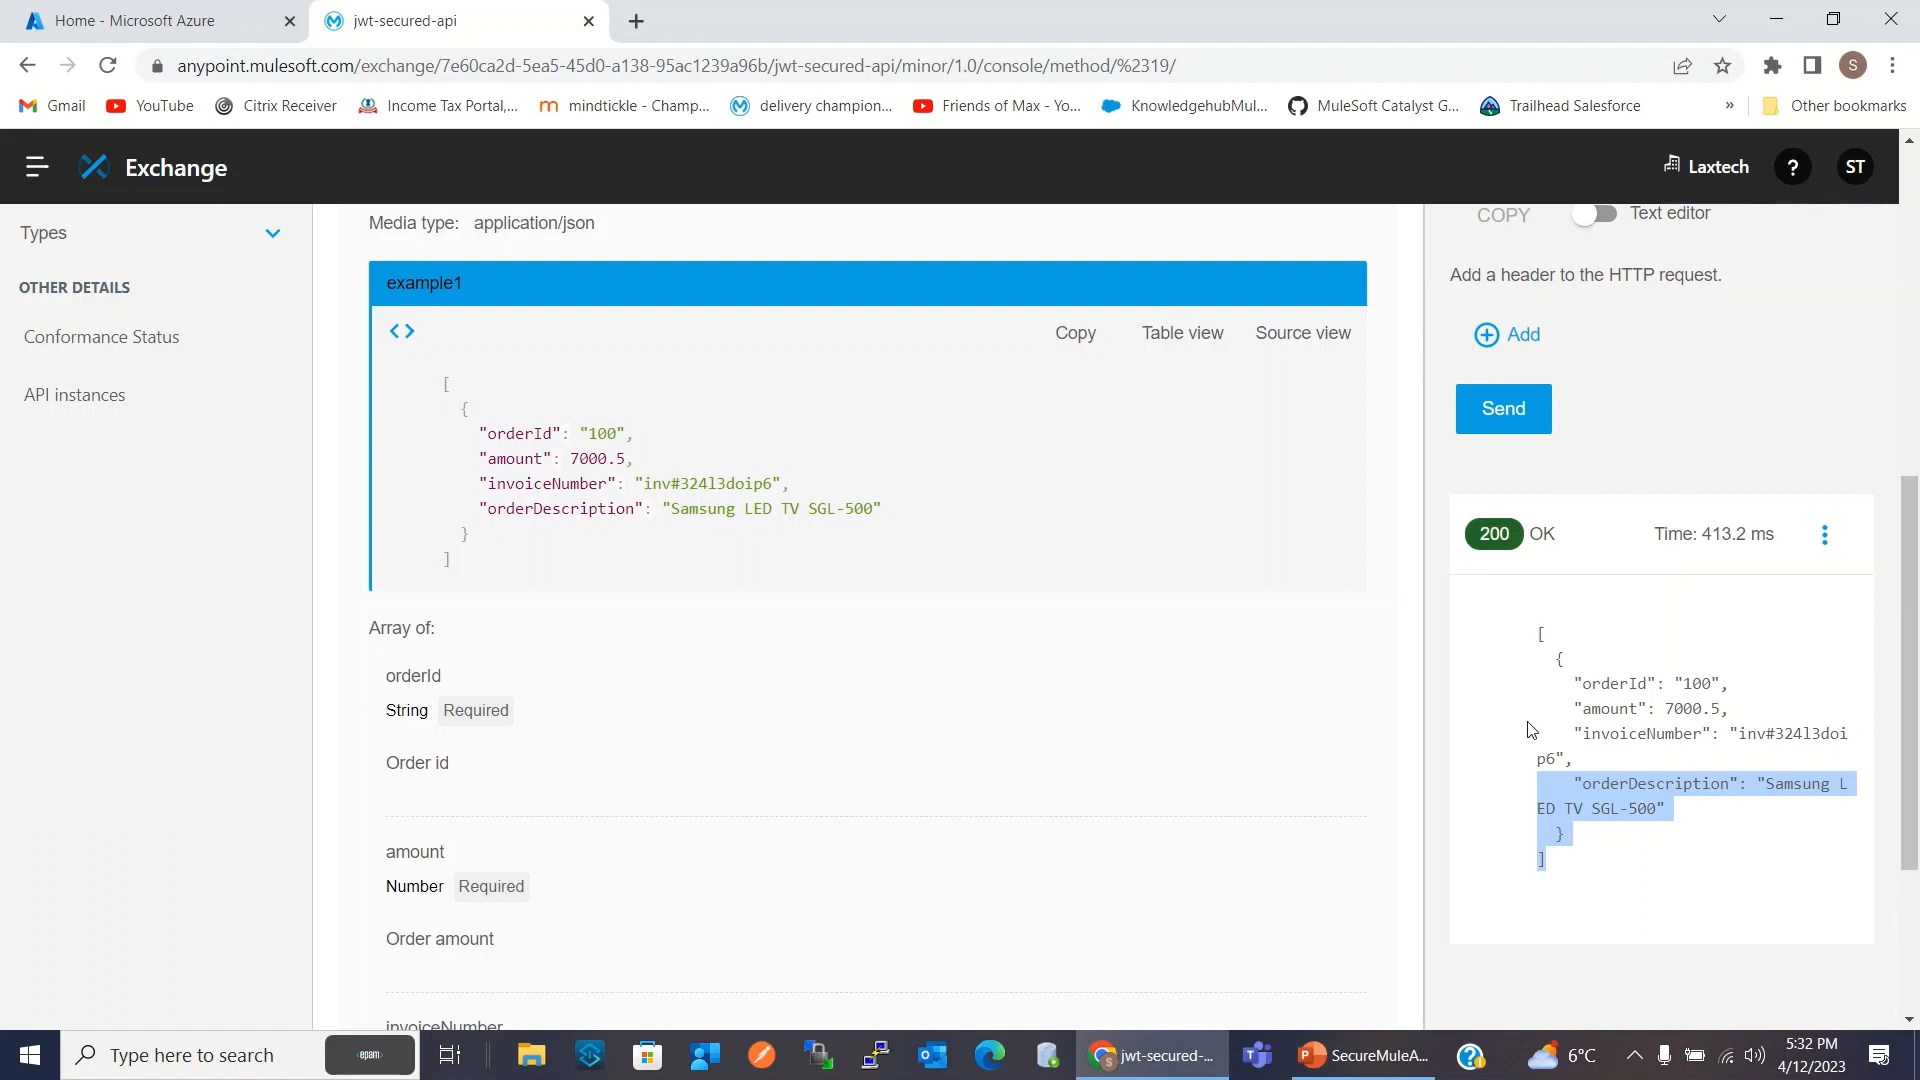 Home - Microsoft Azure
jwt-secured-api
anypoint.mulesoft.com/exchange/7e60ca2d-5ea5-45d0-a138-95ac1239a96b/jwt-secured-api/minor/1.0/console/method/%2319/
S
Gmail
YouTube
Citrix Receiver
Income Tax Portal,...
mindtickle - Champ...
delivery champion...
Friends of Max - Yo...
KnowledgehubMul...
MuleSoft Catalyst G...
Trailhead Salesforce
»
Other bookmarks
Exchange
Laxtech
?
ST
Types
OTHER DETAILS
Conformance Status
API instances
Media type: application/json
example1
Copy
Table view
Source view
[
{
"orderId": "100",
"amount": 7000.5,
"invoiceNumber": "inv#324l3doip6",
"orderDescription": "Samsung LED TV SGL-500"
}
]
Array of:
orderId
String Required
Order id
amount
Number Required
Order amount
invoiceNumber
COPY
Text editor
Add a header to the HTTP request.
Add
Send
200 OK
Time: 413.2 ms
[
{
"orderId": "100",
"amount": 7000.5,
"invoiceNumber": "inv#324l3doi
p6",
"orderDescription": "Samsung L
ED TV SGL-500"
}
]
Type here to search
<epam>
jwt-secured-...
SecureMuleA...
6°C
5:32 PM
4/12/2023